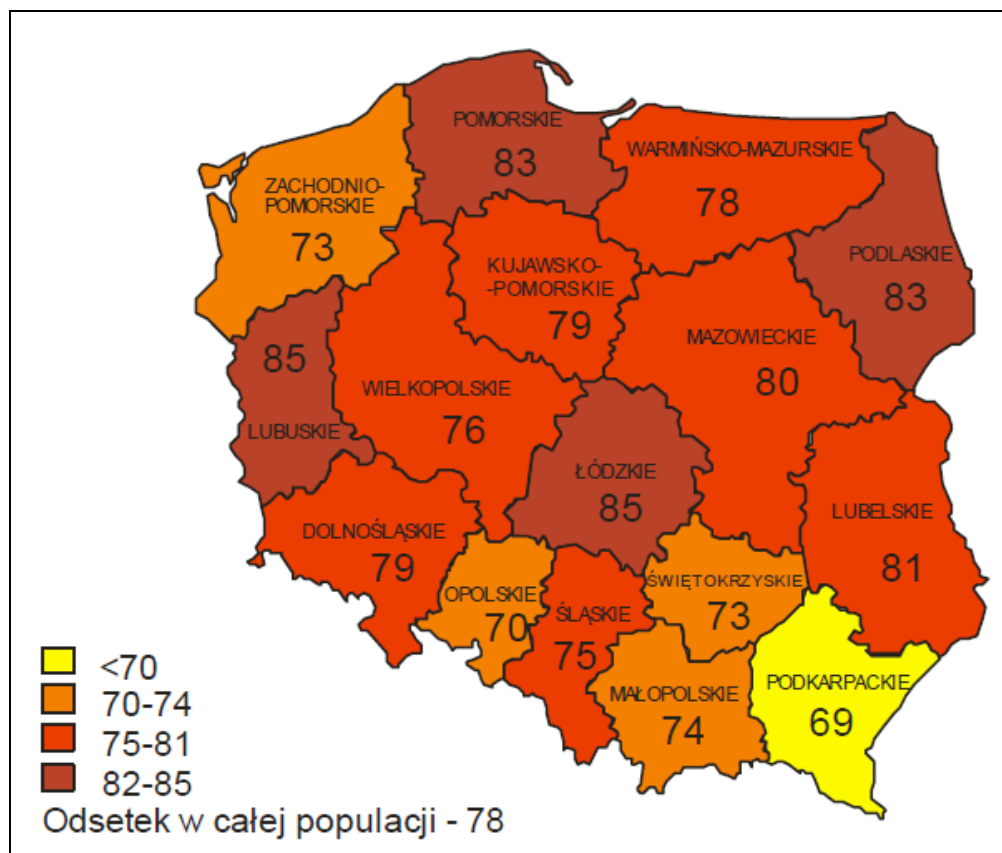 POMORSKIE
83
WARMIŃSKO-MAZURSKIE
78
ZACHODNIO-
POMORSKIE
73
KUJAWSKO-
-POMORSKIE
79
PODLASKIE
83
MAZOWIECKIE
80
85
LUBUSKIE
WIELKOPOLSKIE
76
ŁÓDZKIE
85
LUBELSKIE
81
DOLNOŚLĄSKIE
79
OPOLSKIE
70
ŚLĄSKIE
75
ŚWIĘTOKRZYSKIE
73
MAŁOPOLSKIE
74
PODKARPACKIE
69
<70
70-74
75-81
82-85
Odsetek w całej populacji - 78